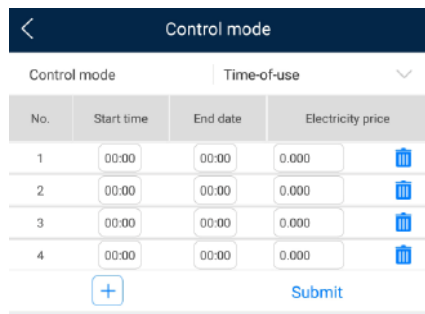 Control mode
Control mode Time-of-use
No. Start time End date Electricity price
1 00:00 00:00 0.000
2 00:00 00:00 0.000
3 00:00 00:00 0.000
4 00:00 00:00 0.000
+ Submit